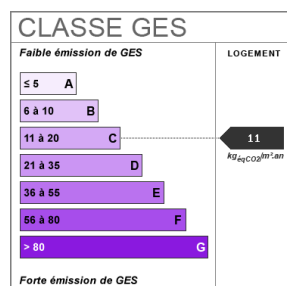 CLASSE GES
Faible émission de GES
LOGEMENT
≤ 5 A
6 à 10 B
11 à 20 C
11
kgéqCO2/m².an
21 à 35 D
36 à 55 E
56 à 80 F
> 80 G
Forte émission de GES